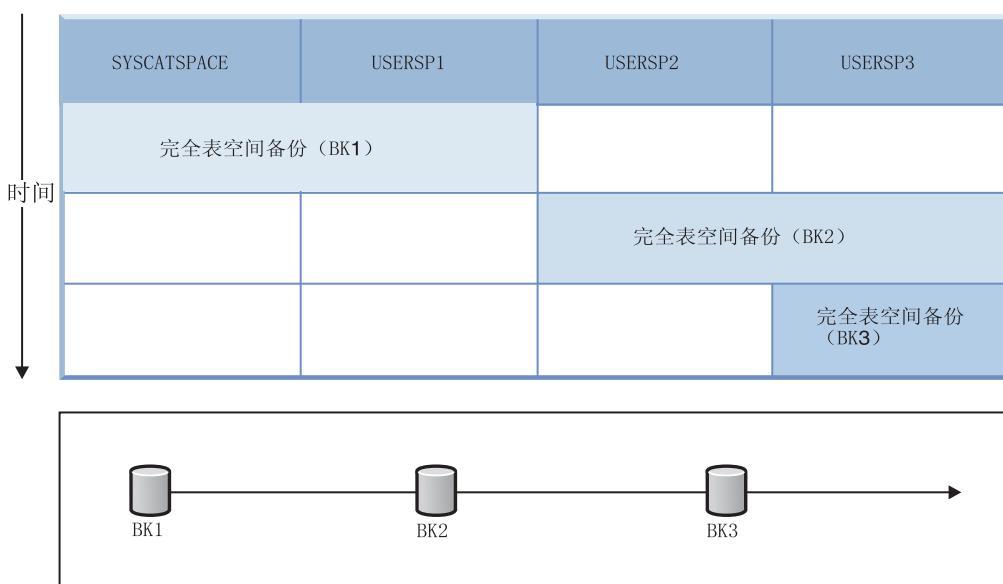 SYSCATSPACE
USERSP1
USERSP2
USERSP3
完全表空间备份（BK1）
时间
完全表空间备份（BK2）
完全表空间备份
（BK3）
BK1
BK2
BK3